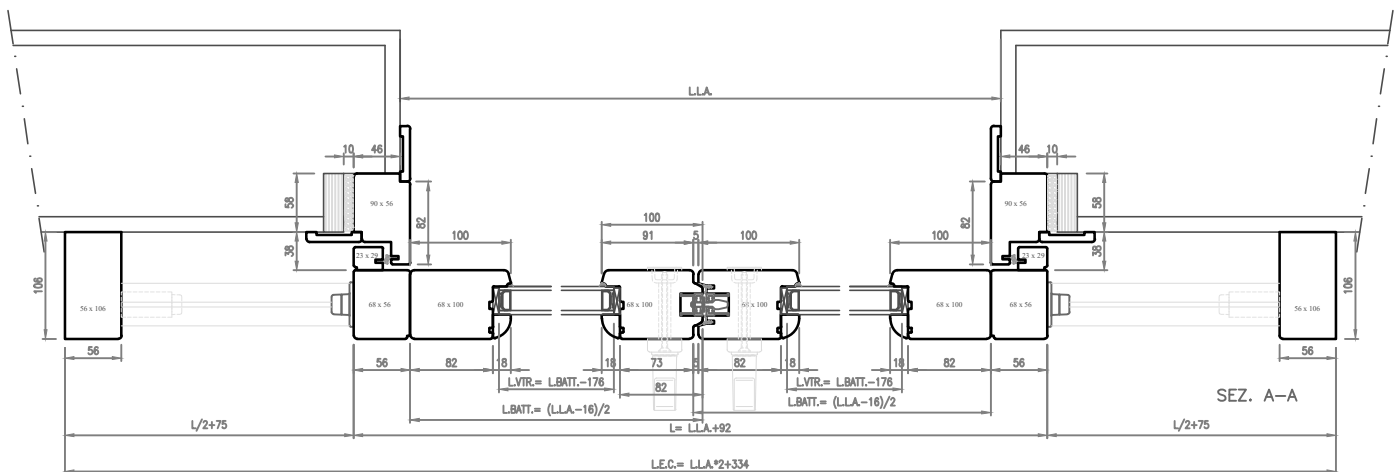 L.L.A.
10 46
46 10
58
90 x 56
82
100
100
91 5
100
100
82
90 x 56
58
38
23 x 29
23 x 29
38
106
56 x 106
68 x 56
68 x 100
68 x 100
68 x 100
68 x 100
68 x 56
56 x 106
106
56
56 82 18
18 73 5 82 18
18 82 56
56
L.VTR.= L.BATT.-176
82
L.VTR.= L.BATT.-176
SEZ. A-A
L.BATT.= (L.L.A.-16)/2
L.BATT.= (L.L.A.-16)/2
L/2+75
L= L.L.A.+92
L/2+75
L.E.C.= L.L.A.*2+334